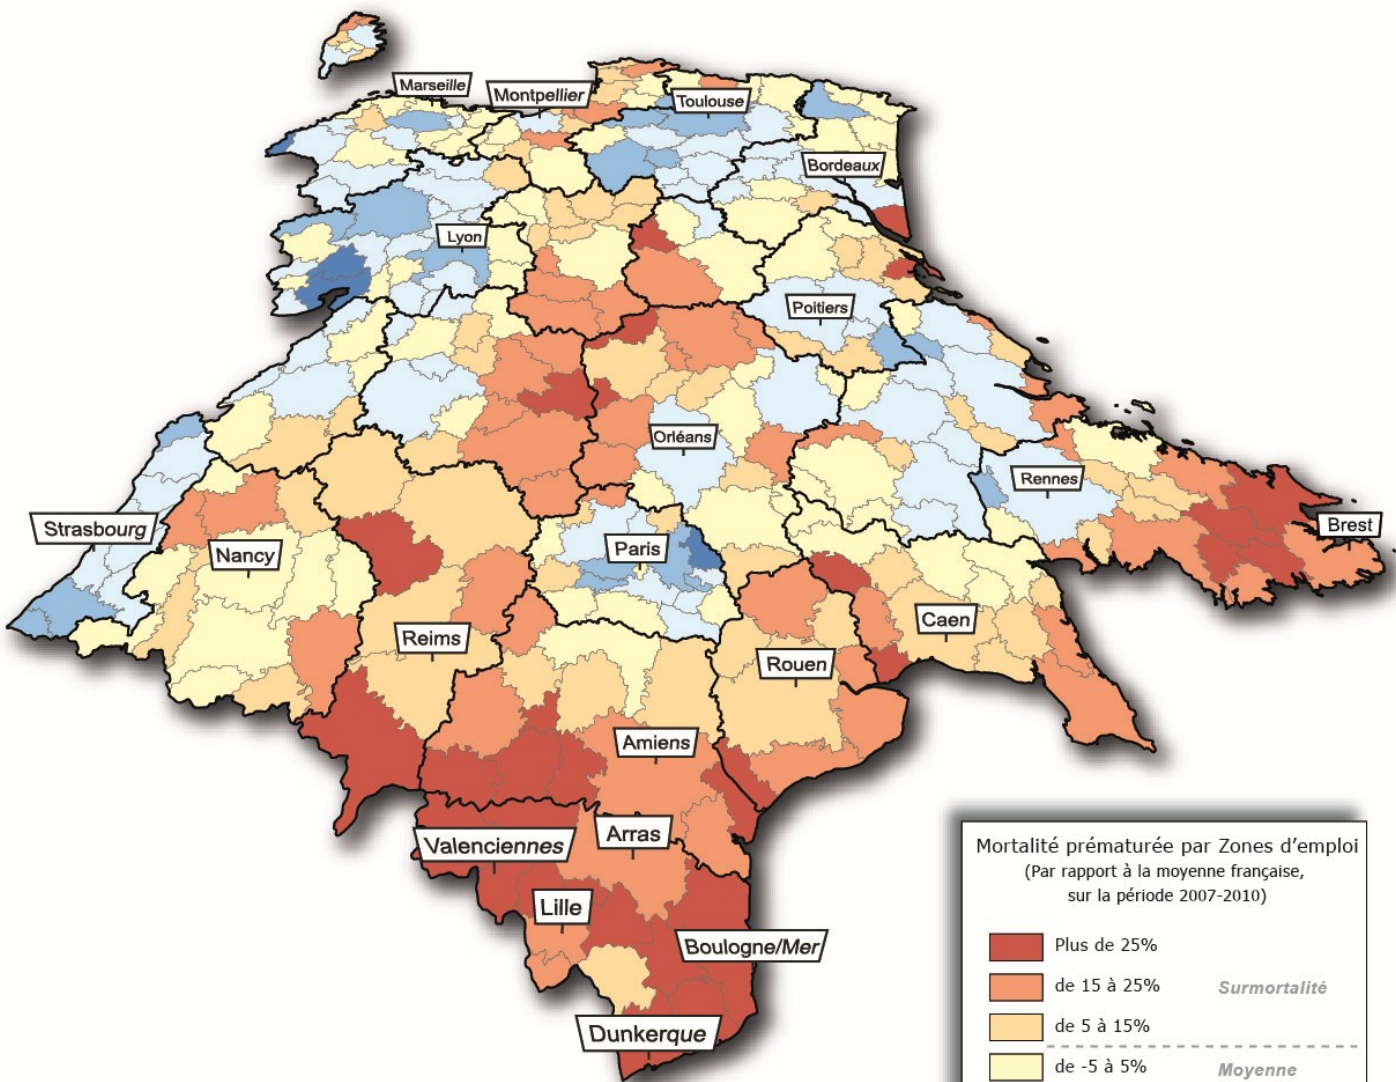 Marseille
Montpellier
Toulouse
Bordeaux
Lyon
Poitiers
Orléans
Rennes
Strasbourg
Brest
Nancy
Paris
Caen
Reims
Rouen
Amiens
Valenciennes
Arras
Lille
Boulogne/Mer
Dunkerque
Mortalité prématurée par Zones d'emploi
(Par rapport à la moyenne française,
sur la période 2007-2010)
Plus de 25%
de 15 à 25%
Surmortalité
de 5 à 15%
de -5 à 5%
Moyenne